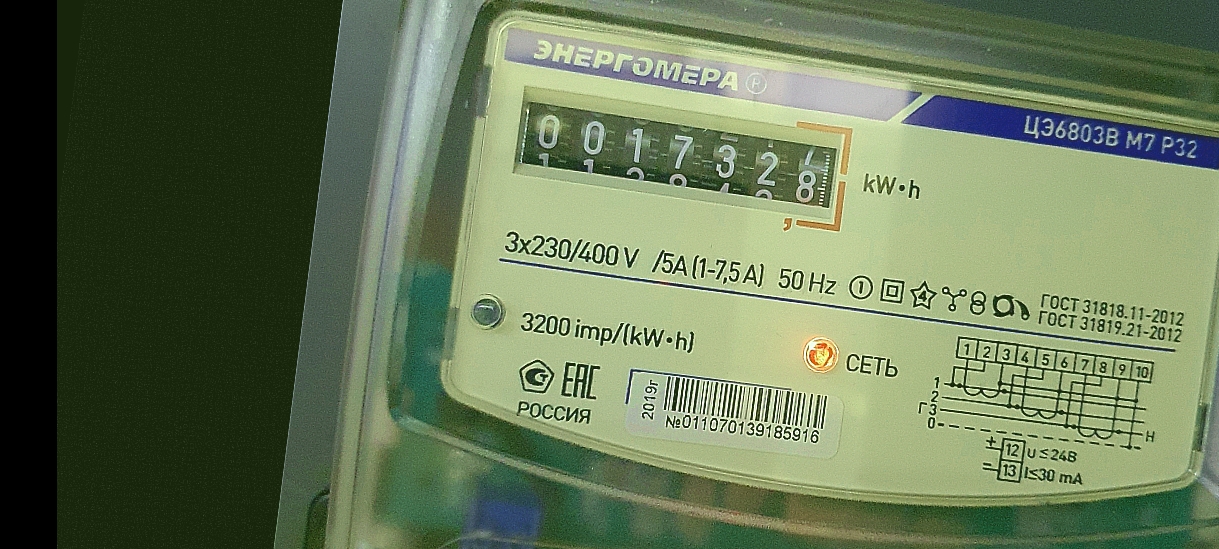 ЭНЕРГОМЕРА®
ЦЭ6803В М7 Р32
0017328
kW•h
3x230/400 V /5A (1-7,5 A) 50 Hz
ГОСТ 31818.11-2012
ГОСТ 31819.21-2012
3200 imp/(kW•h)
СЕТЬ
ЕАС
РОССИЯ
2019г
№011070139185916
1 2 3 4 5 6 7 8 9 10
1
2
Г 3
0
Н
+ 12 U ≤ 24В
= 13 I≤30 mA